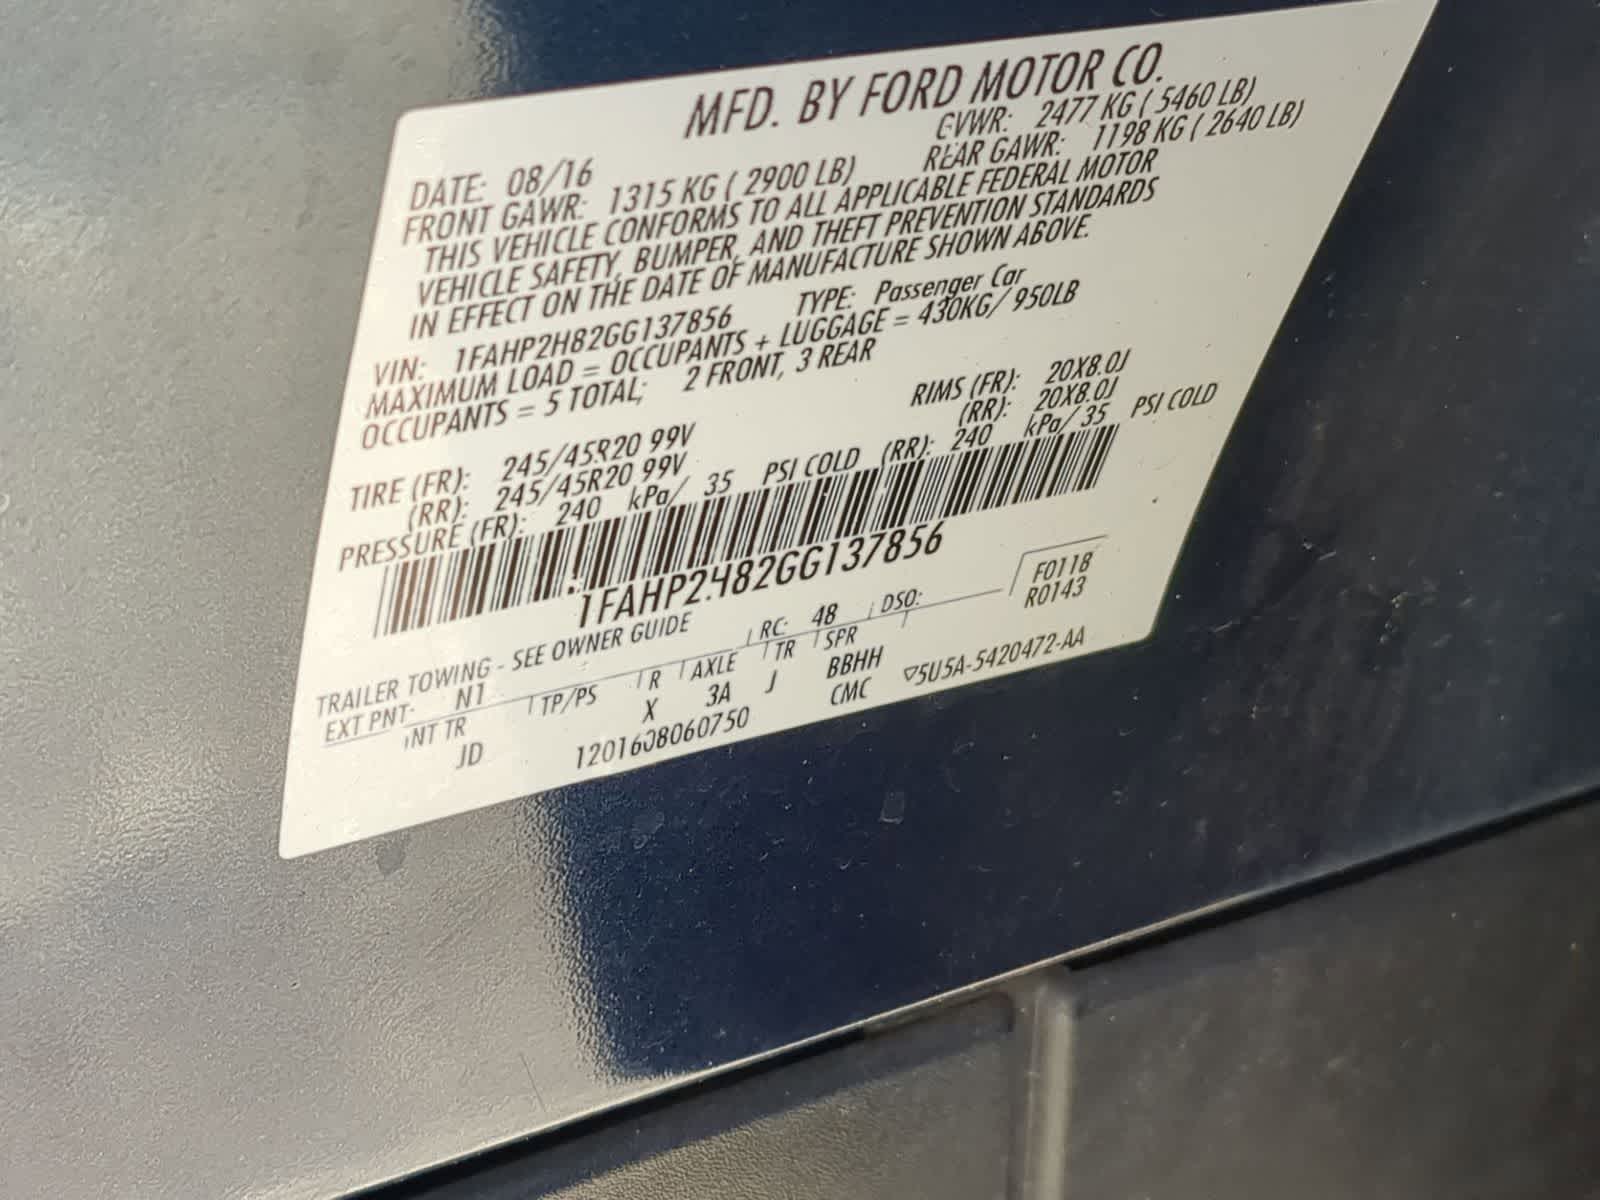 MFD. BY FORD MOTOR CO.
DATE: 08/16 GVWR: 2477 KG ( 5460 LB)
FRONT GAWR: 1315 KG ( 2900 LB) REAR GAWR: 1198 KG ( 2640 LB)
THIS VEHICLE CONFORMS TO ALL APPLICABLE FEDERAL MOTOR
VEHICLE SAFETY, BUMPER, AND THEFT PREVENTION STANDARDS
IN EFFECT ON THE DATE OF MANUFACTURE SHOWN ABOVE.
VIN: 1FAHP2H82GG137856 TYPE: Passenger Car
MAXIMUM LOAD = OCCUPANTS + LUGGAGE = 430KG/ 950LB
OCCUPANTS = 5 TOTAL; 2 FRONT, 3 REAR
RIMS (FR): 20X8.0J
TIRE (FR): 245/45R20 99V (RR): 20X8.0J
(RR): 245/45R20 99V
PRESSURE (FR): 240 kPa/ 35 PSI COLD (RR): 240 kPa/ 35 PSI COLD
1FAHP2H82GG137856
F0118
R0143
TRAILER TOWING - SEE OWNER GUIDE
EXT PNT: N1 RC: 48 DSO:
INT TR TP/PS R AXLE TR SPR
JD X 3A J BBHH
1201608060750 CMC ▽5U5A-5420472-AA